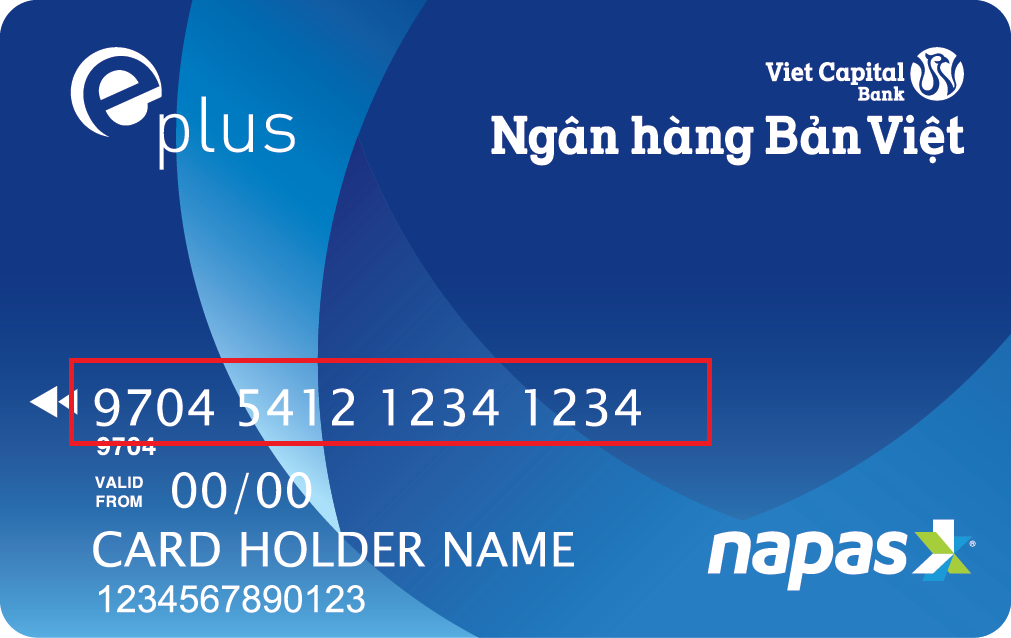 e plus
Viet Capital
Bank
Ngân hàng Bản Việt
9704 5412 1234 1234
9704
VALID
FROM 00/00
CARD HOLDER NAME
1234567890123
napas ®